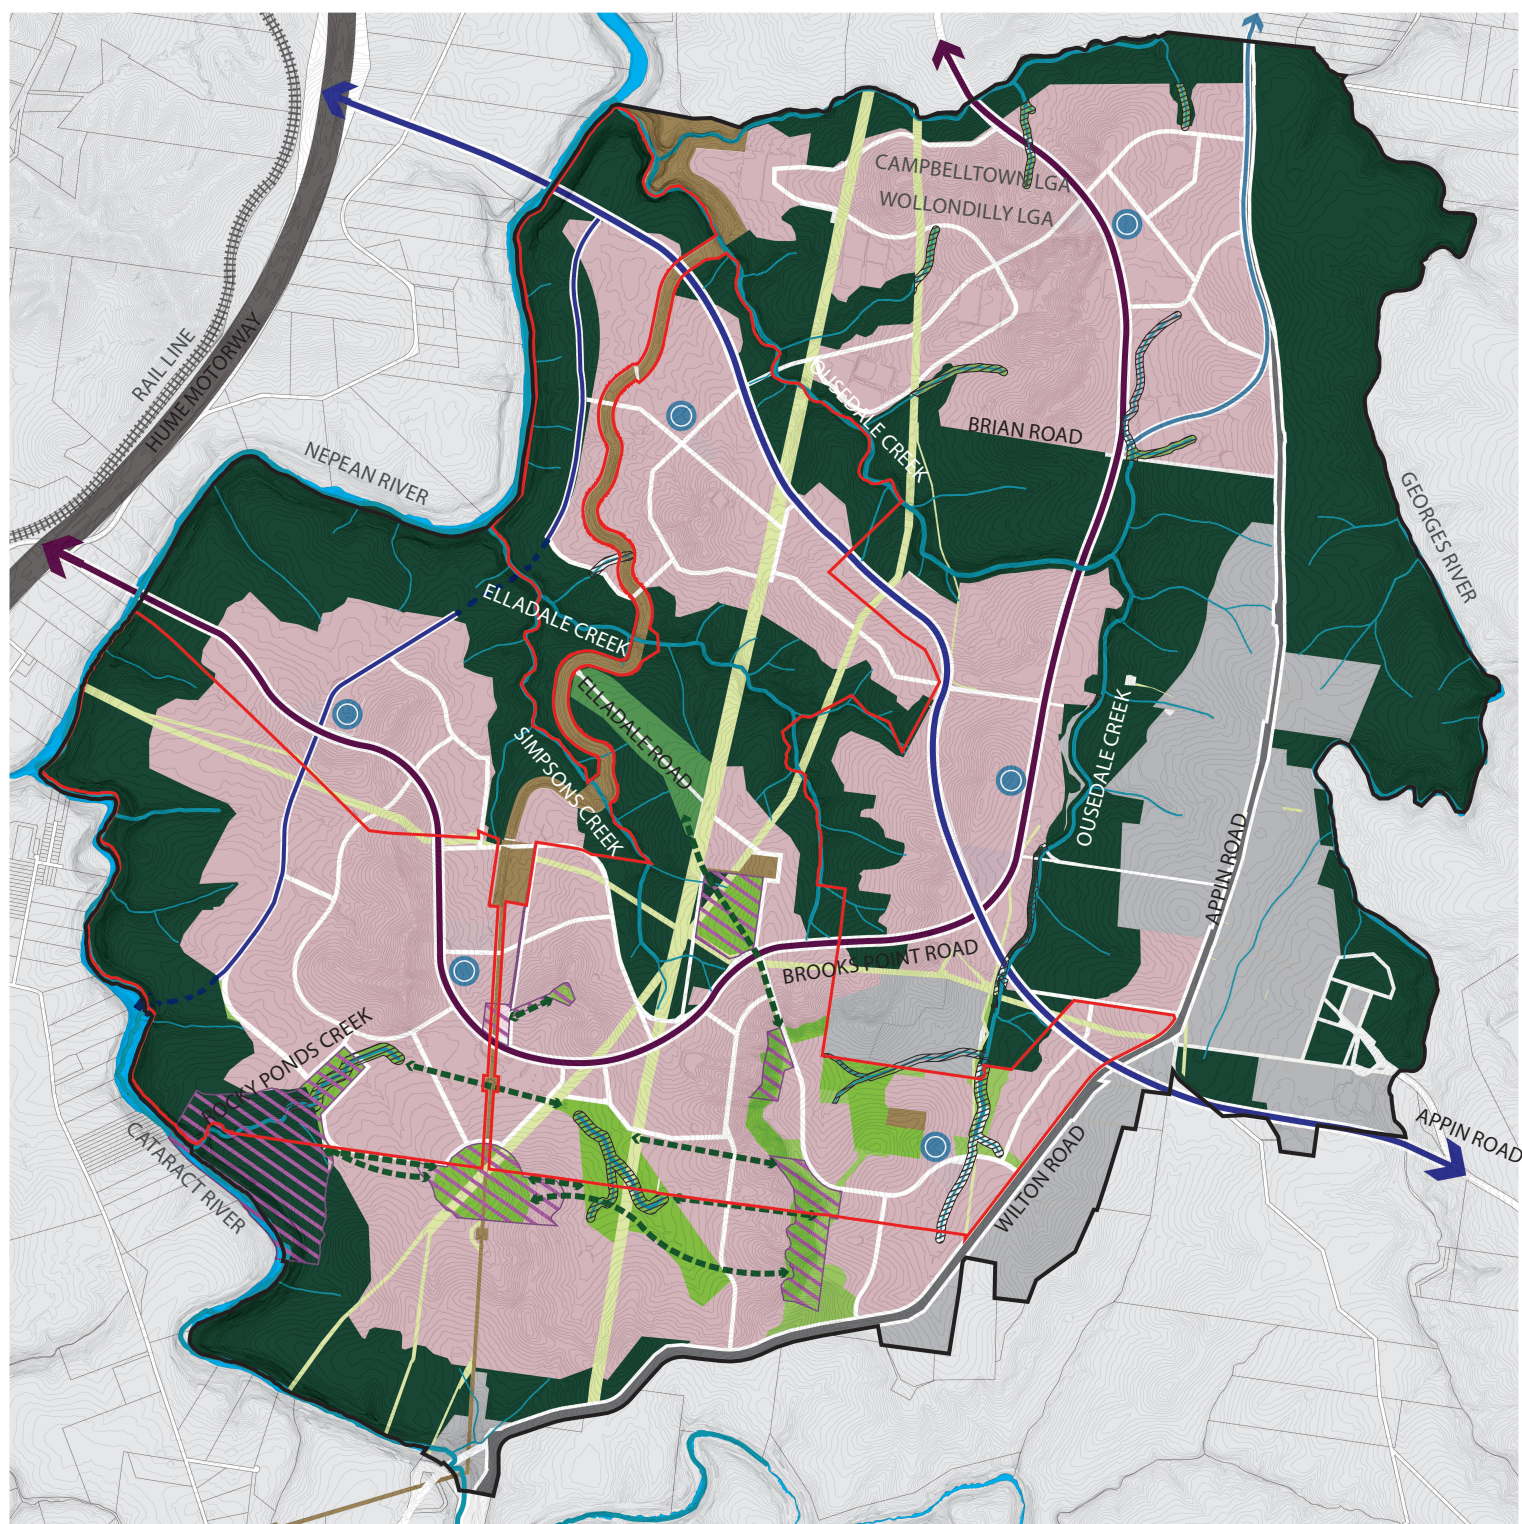 CAMPBELLTOWN LGA
WOLLONDILLY LGA
RAIL LINE
HUME MOTORWAY
OUSEDALE CREEK
BRIAN ROAD
NEPEAN RIVER
GEORGES RIVER
ELLADALE CREEK
ELLADALE ROAD
SIMPSONS CREEK
OUSEDALE CREEK
APPIN ROAD
BROOKS POINT ROAD
ROCKY PONDS CREEK
CATARACT RIVER
WILTON ROAD
APPIN ROAD